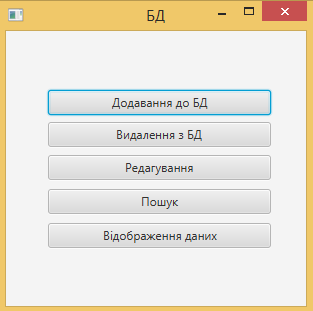 БД
Додавання до БД
Видалення з БД
Редагування
Пошук
Відображення даних